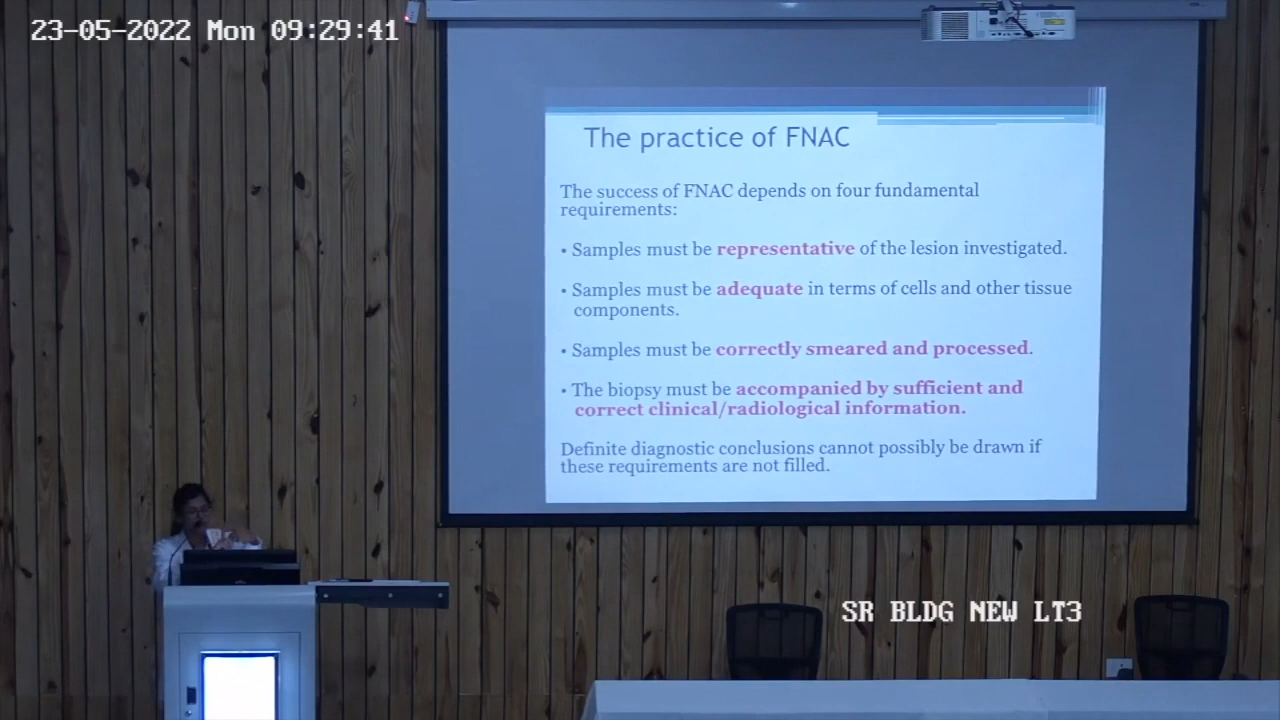 23-05-2022 Mon 09:29:41
The practice of FNAC
The success of FNAC depends on four fundamental
requirements:
• Samples must be representative of the lesion investigated.
• Samples must be adequate in terms of cells and other tissue
components.
• Samples must be correctly smeared and processed.
• The biopsy must be accompanied by sufficient and
correct clinical/radiological information.
Definite diagnostic conclusions cannot possibly be drawn if
these requirements are not filled.
SR BLDG NEW LT3